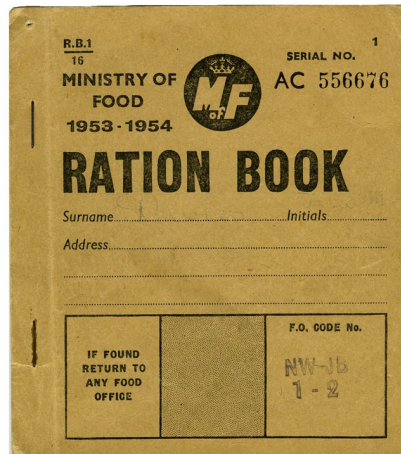 R.B.1
16
1
SERIAL NO.
AC 556676
MINISTRY OF
FOOD
1953-1954
M OF F
RATION BOOK
Surname
Initials
Address
IF FOUND
RETURN TO
ANY FOOD
OFFICE
F.O. CODE No.
NW-JB
1 - 2